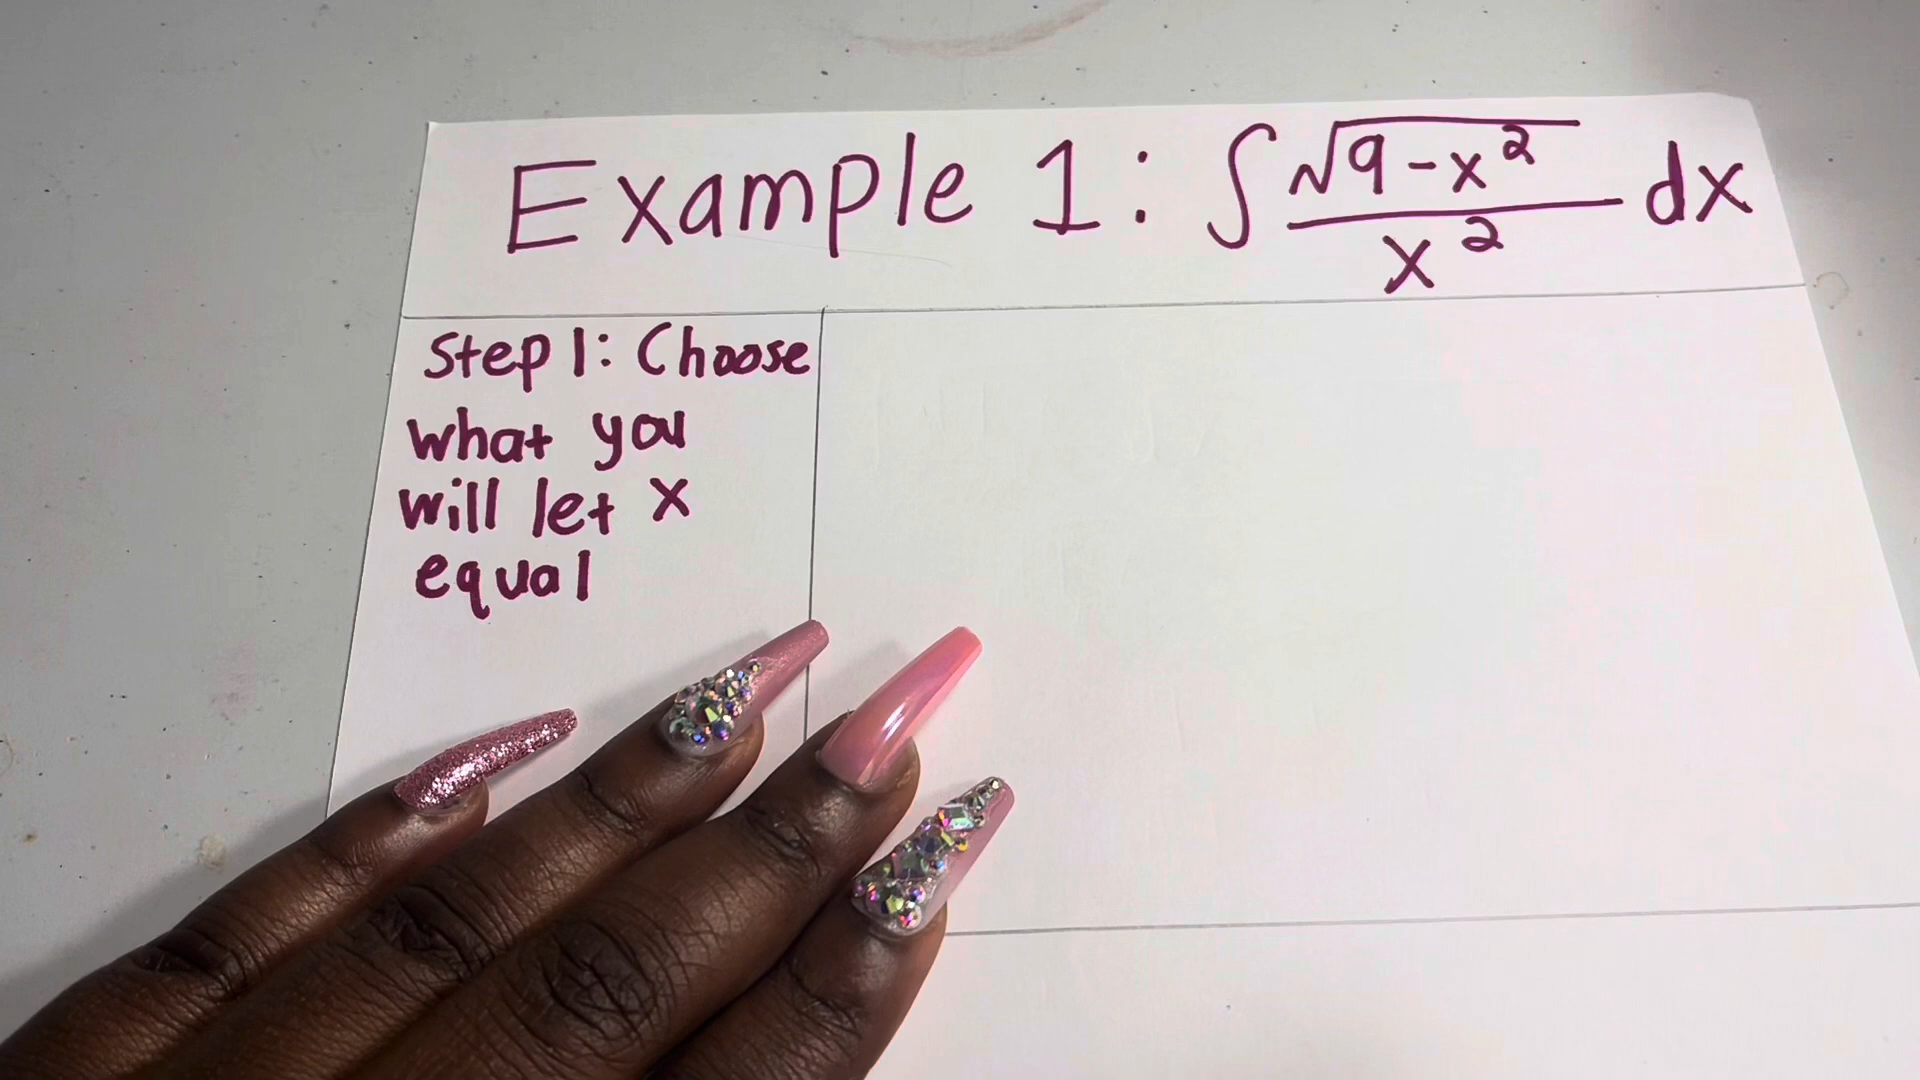 Example 1: ∫ √(9-x²)/x² dx
Step 1: Choose
what you
will let x
equal